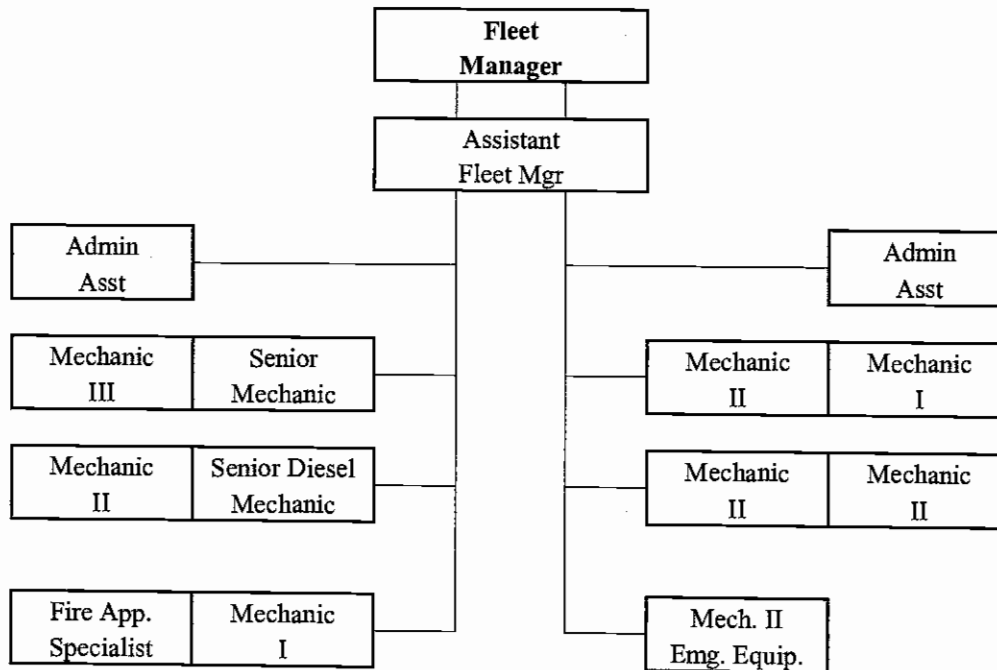 Fleet
Manager
Assistant
Fleet Mgr
Admin
Asst
Admin
Asst
Mechanic
III
Senior
Mechanic
Mechanic
II
Mechanic
I
Mechanic
II
Senior Diesel
Mechanic
Mechanic
II
Mechanic
II
Fire App.
Specialist
Mechanic
I
Mech. II
Emg. Equip.